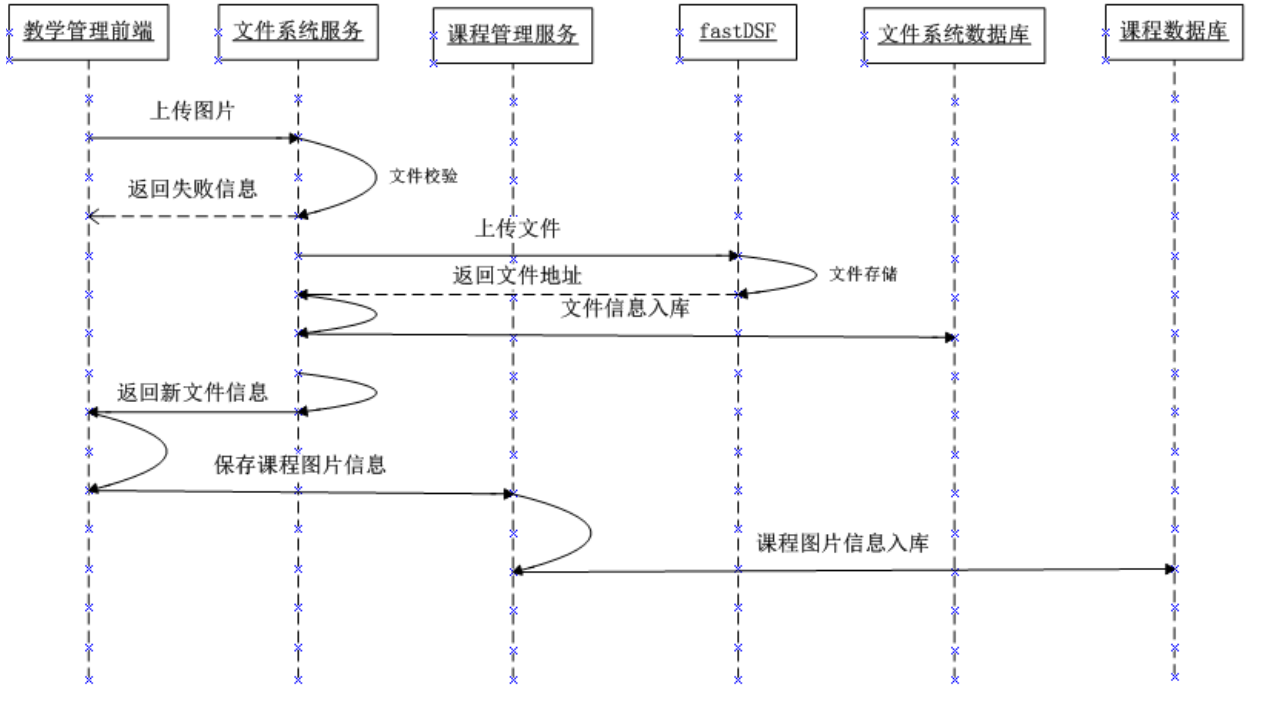 教学管理前端
文件系统服务
课程管理服务
fastDSF
文件系统数据库
课程数据库
上传图片
文件校验
返回失败信息
上传文件
返回文件地址
文件存储
文件信息入库
返回新文件信息
保存课程图片信息
课程图片信息入库